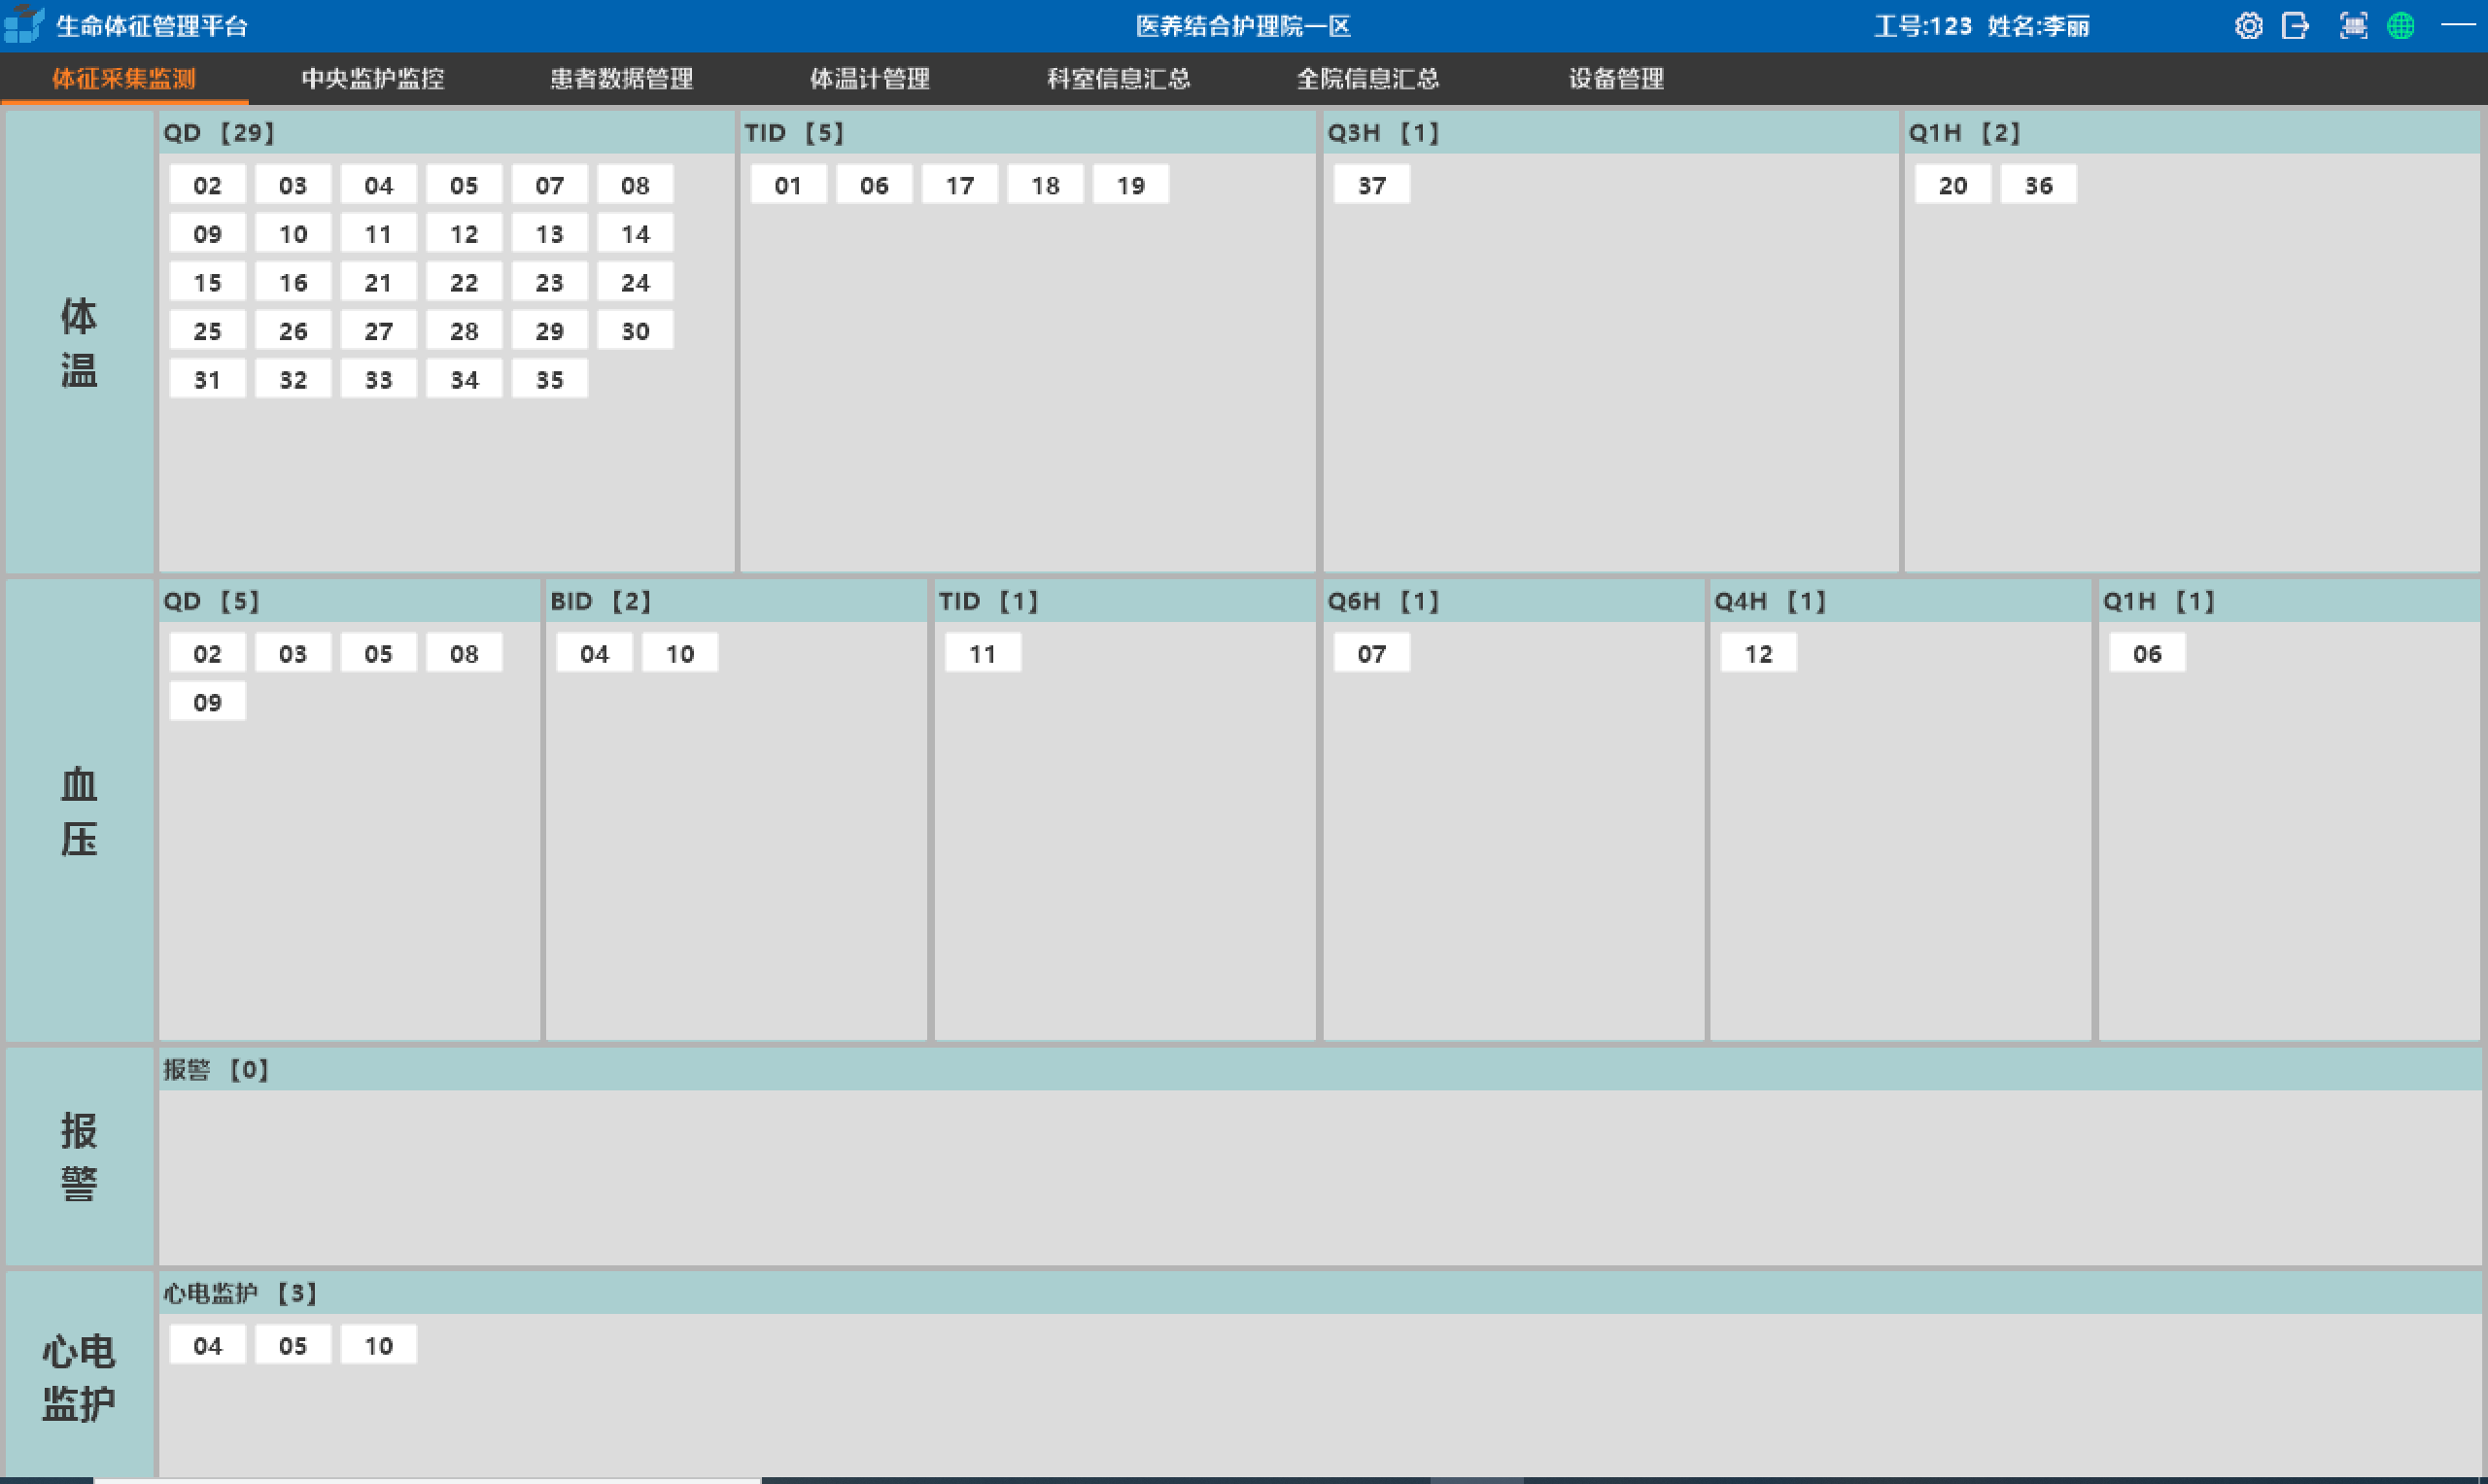 生命体征管理平台 医养结合护理院一区 工号:123 姓名:李丽
体征采集监测 中央监护监控 患者数据管理 体温计管理 科室信息汇总 全院信息汇总 设备管理
体温
QD 【29】
02 03 04 05 07 08
09 10 11 12 13 14
15 16 21 22 23 24
25 26 27 28 29 30
31 32 33 34 35
TID 【5】
01 06 17 18 19
Q3H 【1】
37
Q1H 【2】
20 36
血压
QD 【5】
02 03 05 08
09
BID 【2】
04 10
TID 【1】
11
Q6H 【1】
07
Q4H 【1】
12
Q1H 【1】
06
报警
报警 【0】
心电
监护
心电监护 【3】
04 05 10